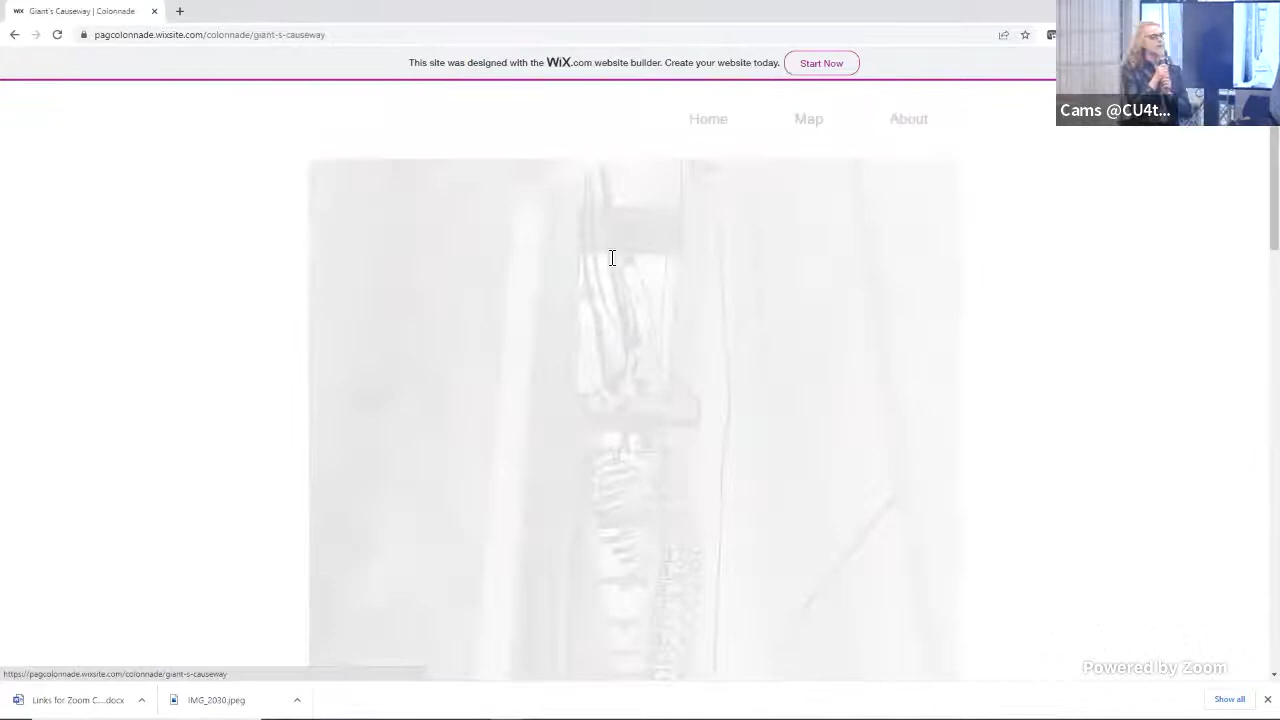 WiX Giant's Causeway | Colonnade
pagcolonnade.wixsite.com/colonnade/giant-s-causeway
This site was designed with the WiX.com website builder. Create your website today. Start Now
Home Map About
Cams @CU4t...
Powered by Zoom
https://pagcolonnade.wixsite.com/colonnade/giant-s-causeway
Links for Zoom C....docx IMG_2030.jpeg Show all